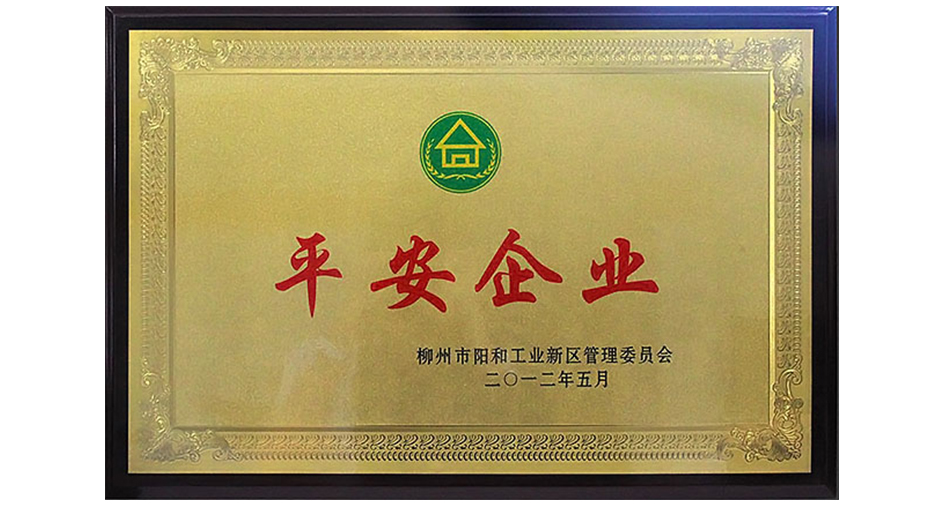 平安企业
柳州市阳和工业新区管理委员会
二〇一二年五月